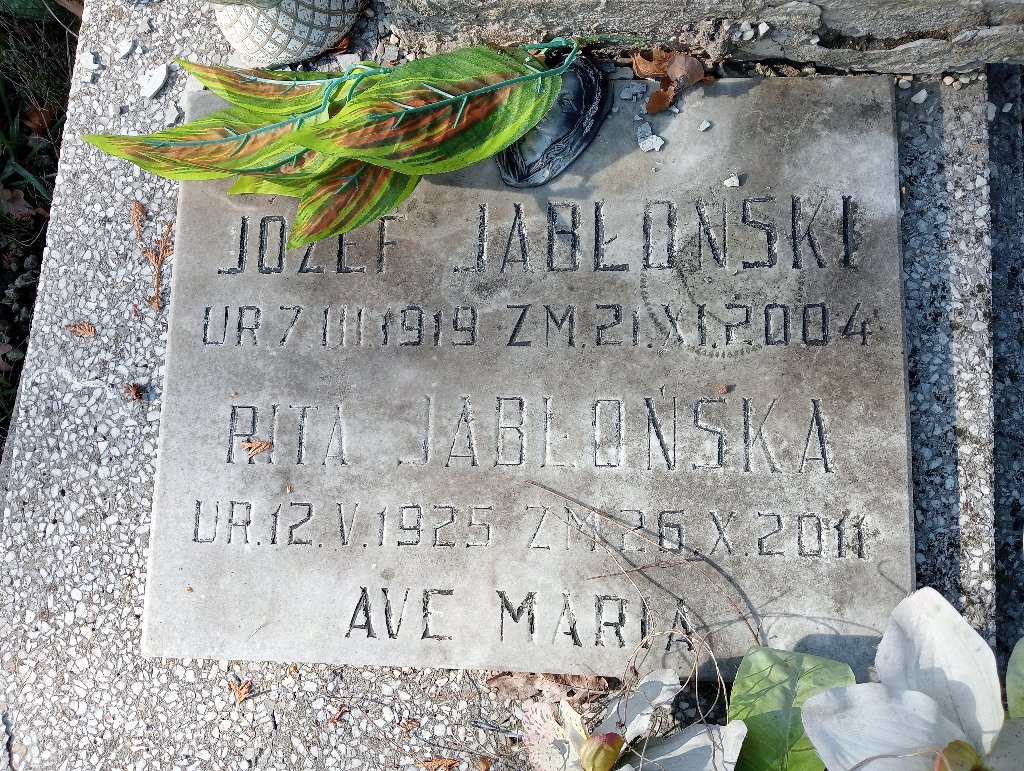 JOZEF JABŁOŃSKI
UR.7.III.1919 ZM.21.XI.2004
RITA JABŁOŃSKA
UR.12.V.1925 ZM.26.X.2011
AVE MARIA